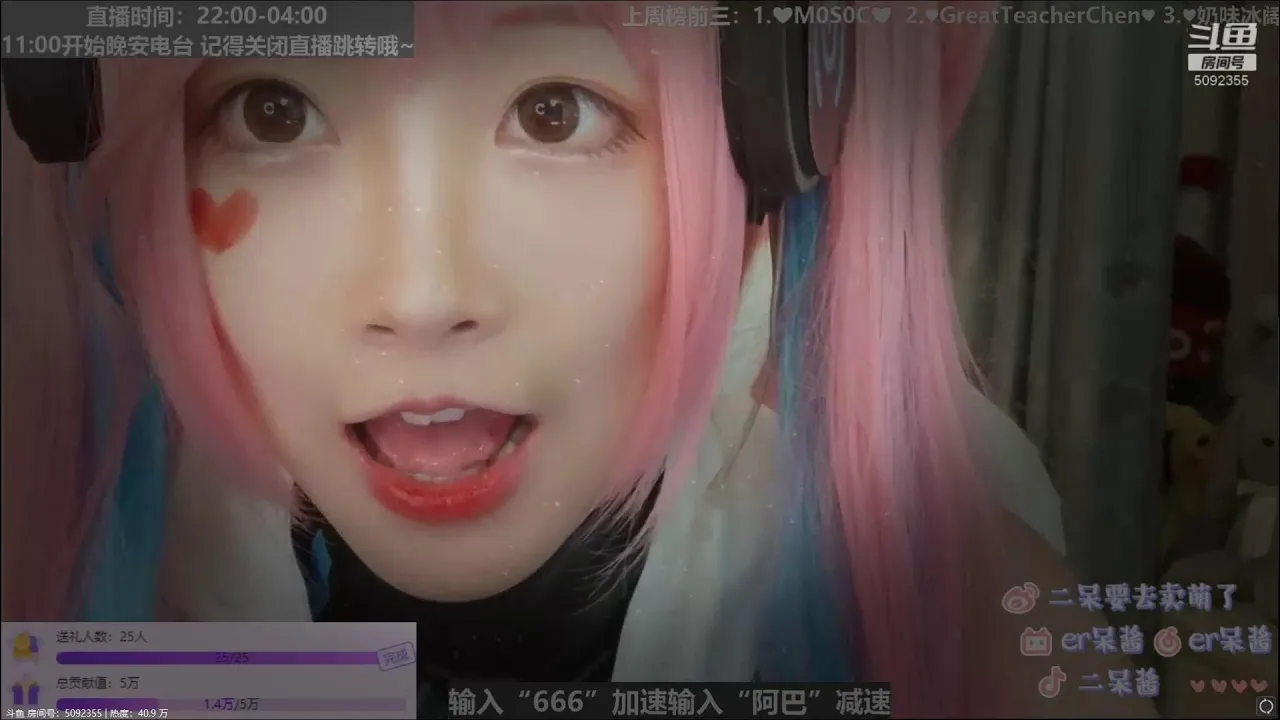 直播时间：22:00-04:00
11:00开始晚安电台 记得关闭直播跳转哦~
上周榜前三：1.♥M0S0C♥ 2.♥GreatTeacherChen♥ 3.♥奶味冰阔
斗鱼
房间号
5092355
二呆要去卖萌了
er呆酱 er呆酱
二呆酱
送礼人数：25人
25/25
完成
总贡献值：5万
1.4万/5万
输入“666”加速输入“阿巴”减速
斗鱼 房间号：5092355 | 热度：40.9 万